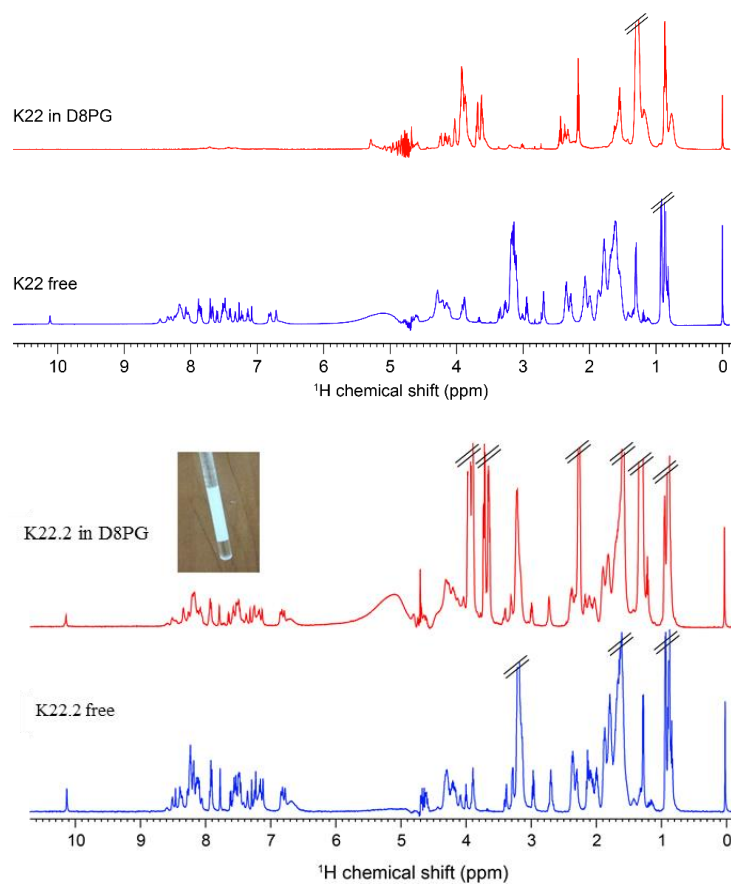 K22 in D8PG
K22 free
10 9 8 7 6 5 4 3 2 1 0
¹H chemical shift (ppm)
K22.2 in D8PG
K22.2 free
10 9 8 7 6 5 4 3 2 1 0
¹H chemical shift (ppm)